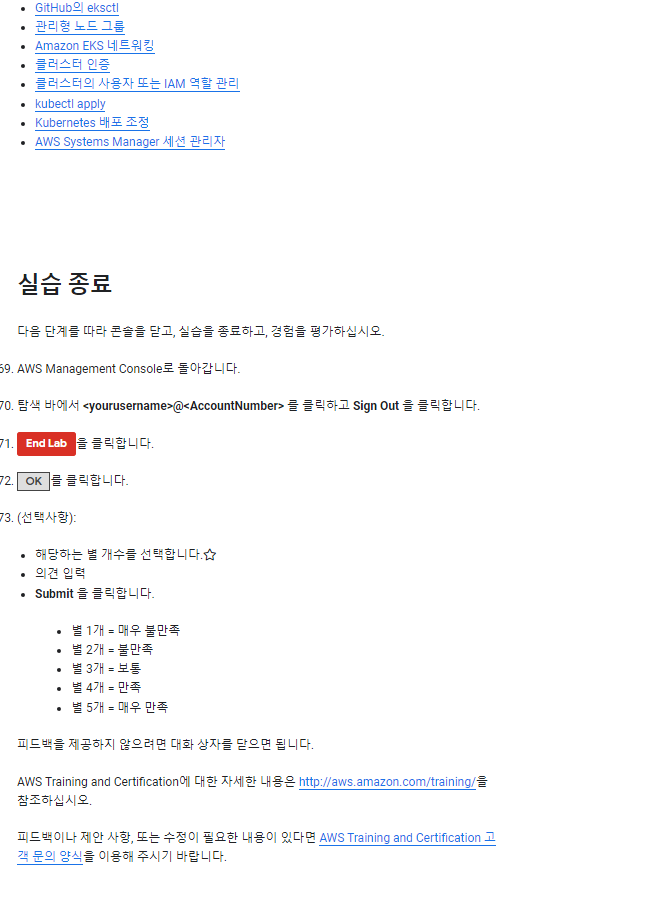 GitHub의 eksctl
관리형 노드 그룹
Amazon EKS 네트워킹
클러스터 인증
클러스터의 사용자 또는 IAM 역할 관리
kubectl apply
Kubernetes 배포 조정
AWS Systems Manager 세션 관리자
실습 종료
다음 단계를 따라 콘솔을 닫고, 실습을 종료하고, 경험을 평가하십시오.
69. AWS Management Console로 돌아갑니다.
70. 탐색 바에서 <yourusername>@<AccountNumber> 를 클릭하고 Sign Out 을 클릭합니다.
71. End Lab 을 클릭합니다.
72. OK 를 클릭합니다.
73. (선택사항):
해당하는 별 개수를 선택합니다.☆
의견 입력
Submit 을 클릭합니다.
별 1개 = 매우 불만족
별 2개 = 불만족
별 3개 = 보통
별 4개 = 만족
별 5개 = 매우 만족
피드백을 제공하지 않으려면 대화 상자를 닫으면 됩니다.
AWS Training and Certification에 대한 자세한 내용은 http://aws.amazon.com/training/을
참조하십시오.
피드백이나 제안 사항, 또는 수정이 필요한 내용이 있다면 AWS Training and Certification 고
객 문의 양식을 이용해 주시기 바랍니다.